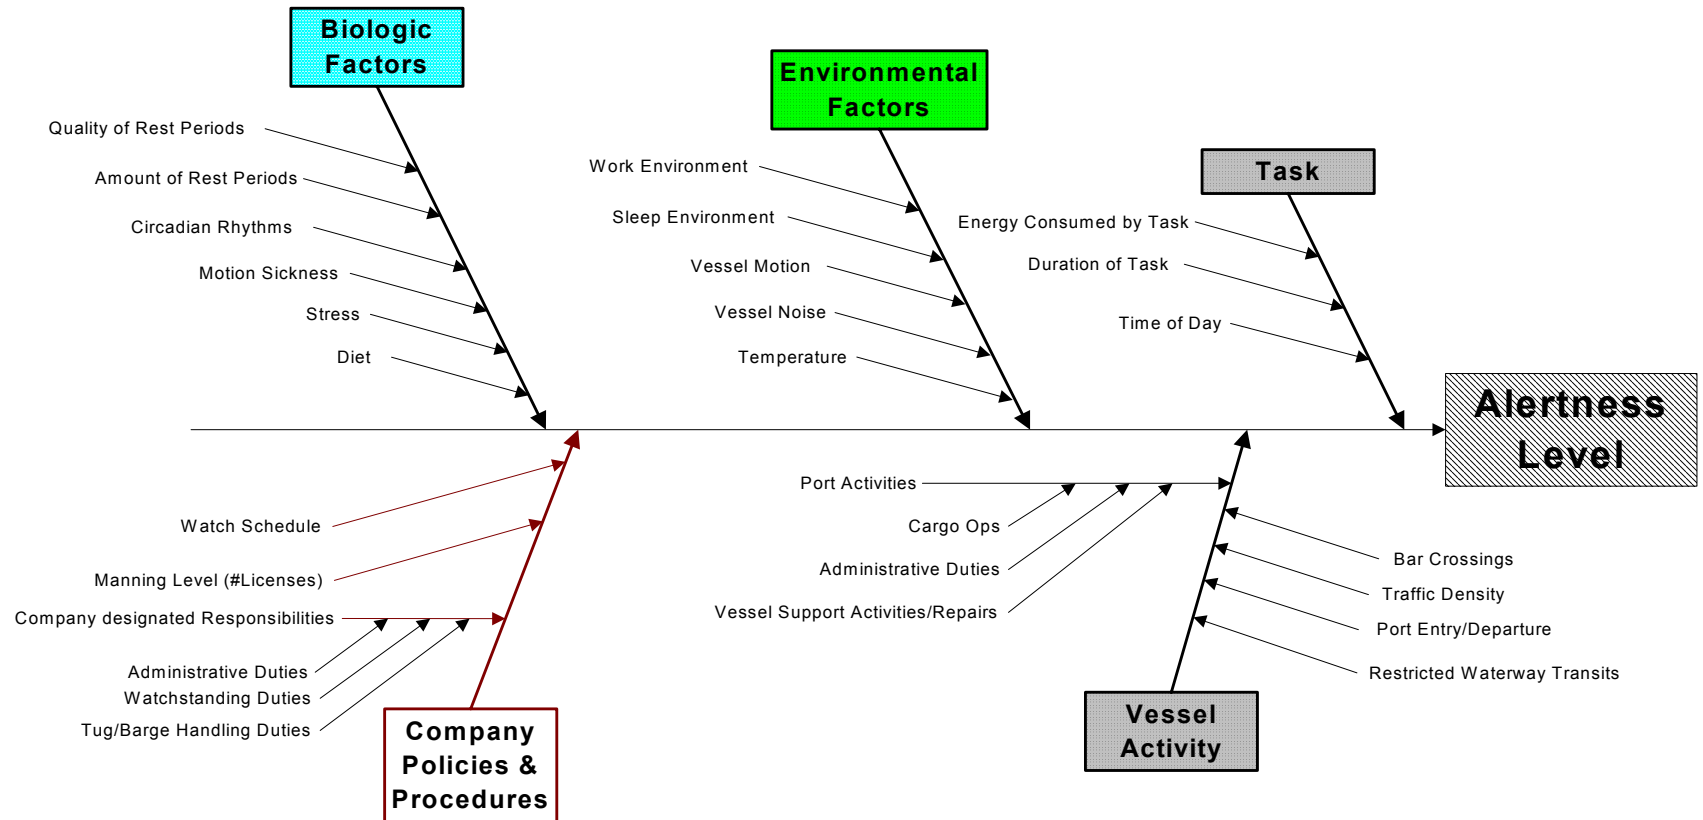 Biologic
Factors
Quality of Rest Periods
Amount of Rest Periods
Circadian Rhythms
Motion Sickness
Stress
Diet
Environmental
Factors
Work Environment
Sleep Environment
Vessel Motion
Vessel Noise
Temperature
Task
Energy Consumed by Task
Duration of Task
Time of Day
Alertness
Level
Watch Schedule
Manning Level (#Licenses)
Company designated Responsibilities
Administrative Duties
Watchstanding Duties
Tug/Barge Handling Duties
Company
Policies &
Procedures
Port Activities
Cargo Ops
Administrative Duties
Vessel Support Activities/Repairs
Bar Crossings
Traffic Density
Port Entry/Departure
Restricted Waterway Transits
Vessel
Activity